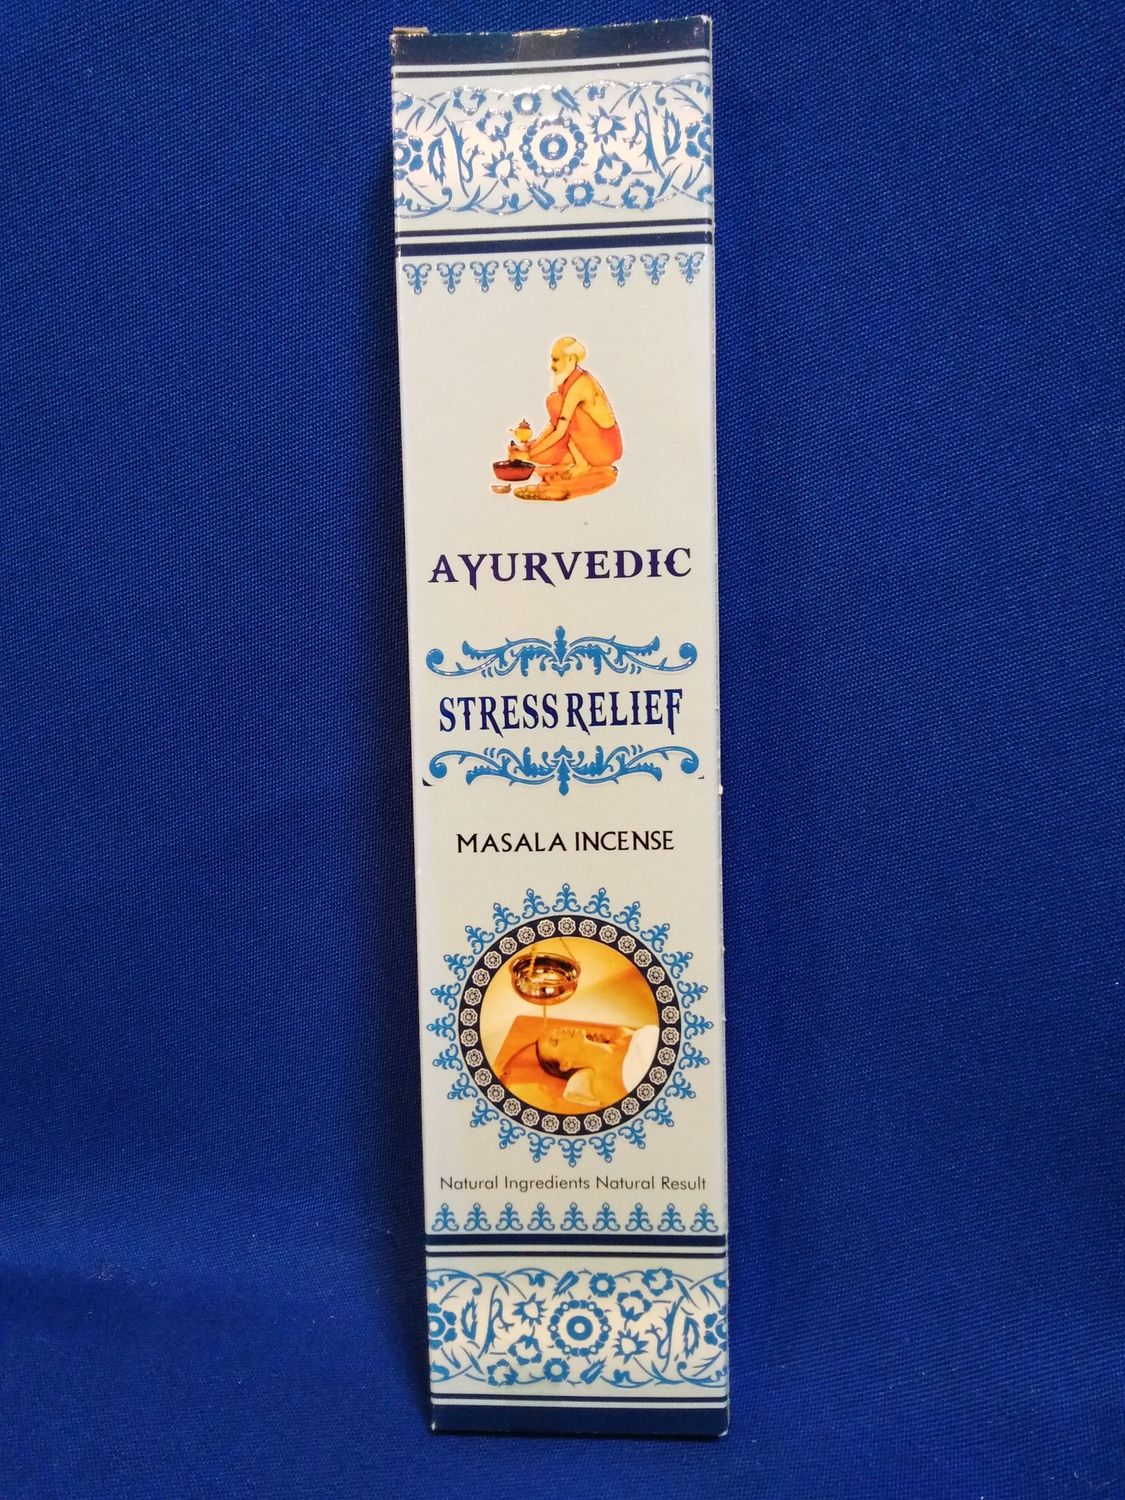 AYURVEDIC
STRESS RELIEF
MASALA INCENSE
Natural Ingredients Natural Result